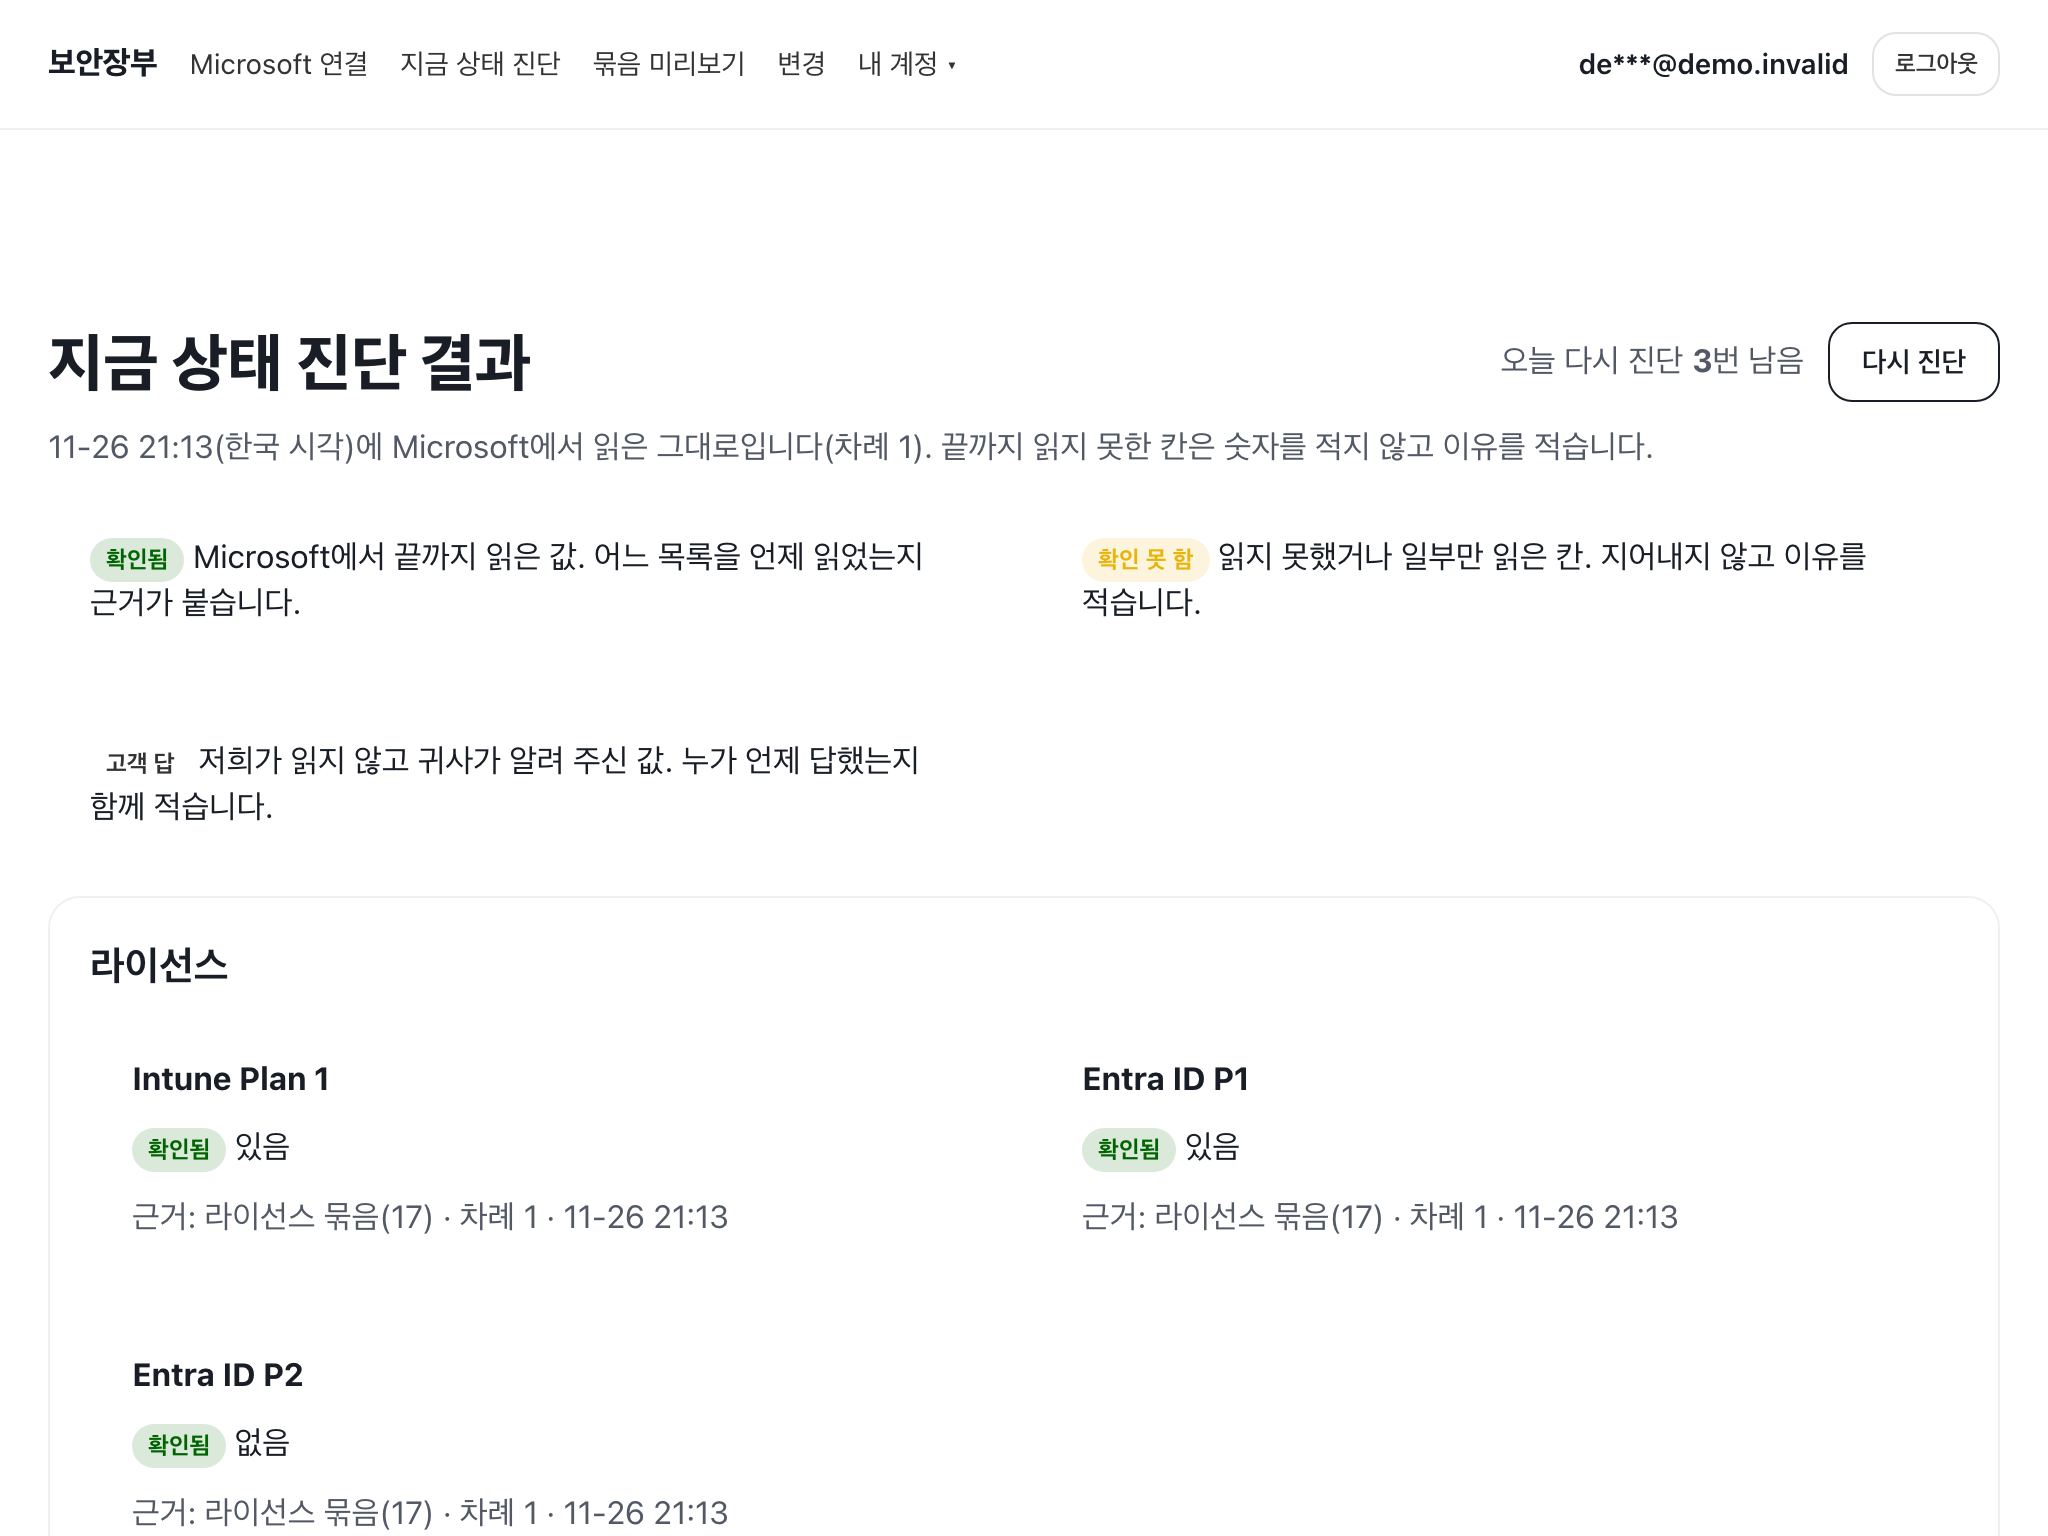 보안장부 Microsoft 연결 지금 상태 진단 묶음 미리보기 변경 내 계정 ▾ de***@demo.invalid 로그아웃
지금 상태 진단 결과
오늘 다시 진단 3번 남음 다시 진단
11-26 21:13(한국 시각)에 Microsoft에서 읽은 그대로입니다(차례 1). 끝까지 읽지 못한 칸은 숫자를 적지 않고 이유를 적습니다.
확인됨 Microsoft에서 끝까지 읽은 값. 어느 목록을 언제 읽었는지
근거가 붙습니다.
확인 못 함 읽지 못했거나 일부만 읽은 칸. 지어내지 않고 이유를
적습니다.
고객 답 저희가 읽지 않고 귀사가 알려 주신 값. 누가 언제 답했는지
함께 적습니다.
라이선스
Intune Plan 1
확인됨 있음
근거: 라이선스 묶음(17) · 차례 1 · 11-26 21:13
Entra ID P1
확인됨 있음
근거: 라이선스 묶음(17) · 차례 1 · 11-26 21:13
Entra ID P2
확인됨 없음
근거: 라이선스 묶음(17) · 차례 1 · 11-26 21:13